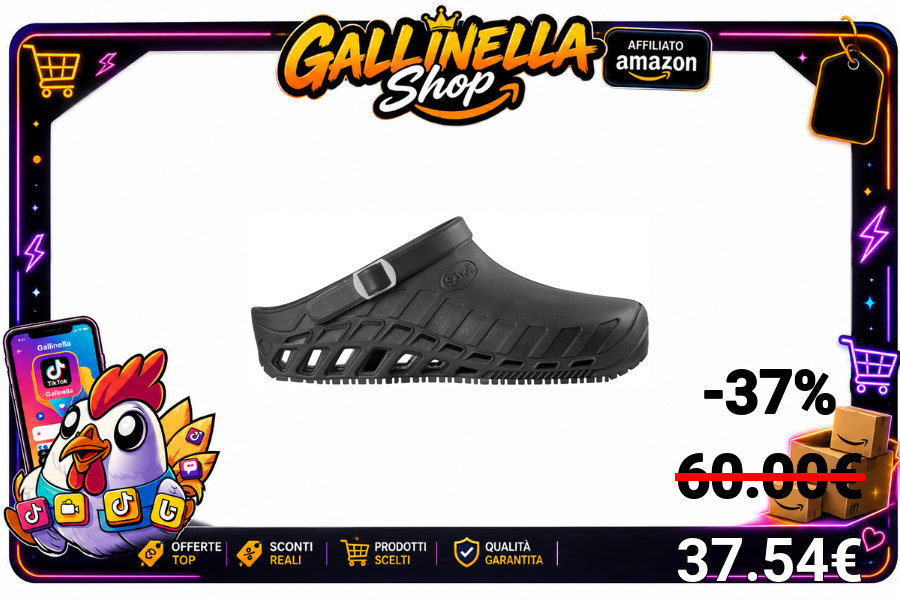 GALLINELLA
Shop
AFFILIATO
amazon
Scholl
Gallinella
TikTok
Gallinella
-37%
60.00€
37.54€
OFFERTE
TOP
SCONTI
REALI
PRODOTTI
SCELTI
QUALITÀ
GARANTITA